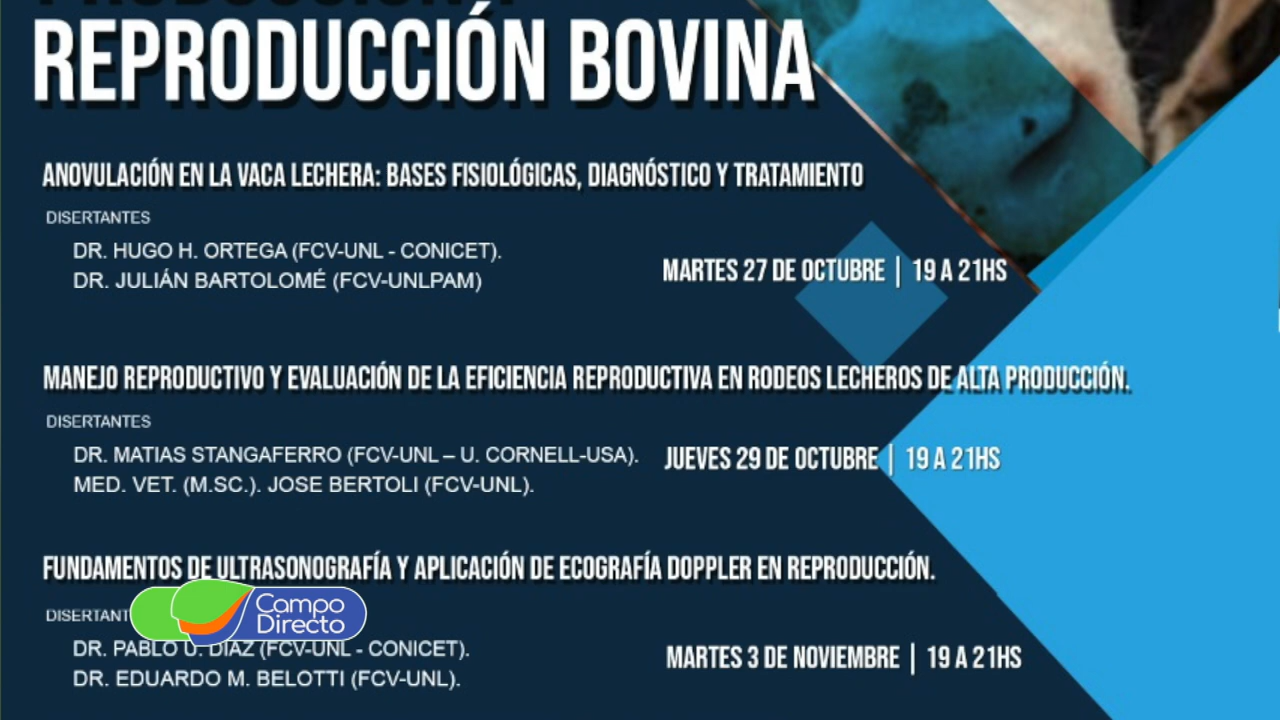 REPRODUCCIÓN BOVINA
ANOVULACIÓN EN LA VACA LECHERA: BASES FISIOLÓGICAS, DIAGNÓSTICO Y TRATAMIENTO
DISERTANTES
DR. HUGO H. ORTEGA (FCV-UNL - CONICET).
DR. JULIÁN BARTOLOMÉ (FCV-UNLPAM)
MARTES 27 DE OCTUBRE | 19 A 21HS
MANEJO REPRODUCTIVO Y EVALUACIÓN DE LA EFICIENCIA REPRODUCTIVA EN RODEOS LECHEROS DE ALTA PRODUCCIÓN.
DISERTANTES
DR. MATIAS STANGAFERRO (FCV-UNL – U. CORNELL-USA).
MED. VET. (M.SC.). JOSE BERTOLI (FCV-UNL).
JUEVES 29 DE OCTUBRE | 19 A 21HS
FUNDAMENTOS DE ULTRASONOGRAFÍA Y APLICACIÓN DE ECOGRAFÍA DOPPLER EN REPRODUCCIÓN.
DISERTANT
Campo
Directo
DR. PABLO U. DÍAZ (FCV-UNL - CONICET).
DR. EDUARDO M. BELOTTI (FCV-UNL).
MARTES 3 DE NOVIEMBRE | 19 A 21HS